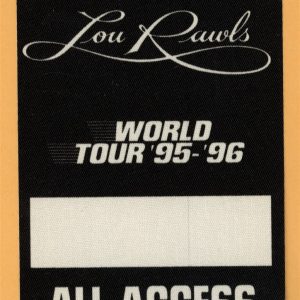 Lou Rawls
WORLD
TOUR '95-'96
ALL ACCESS